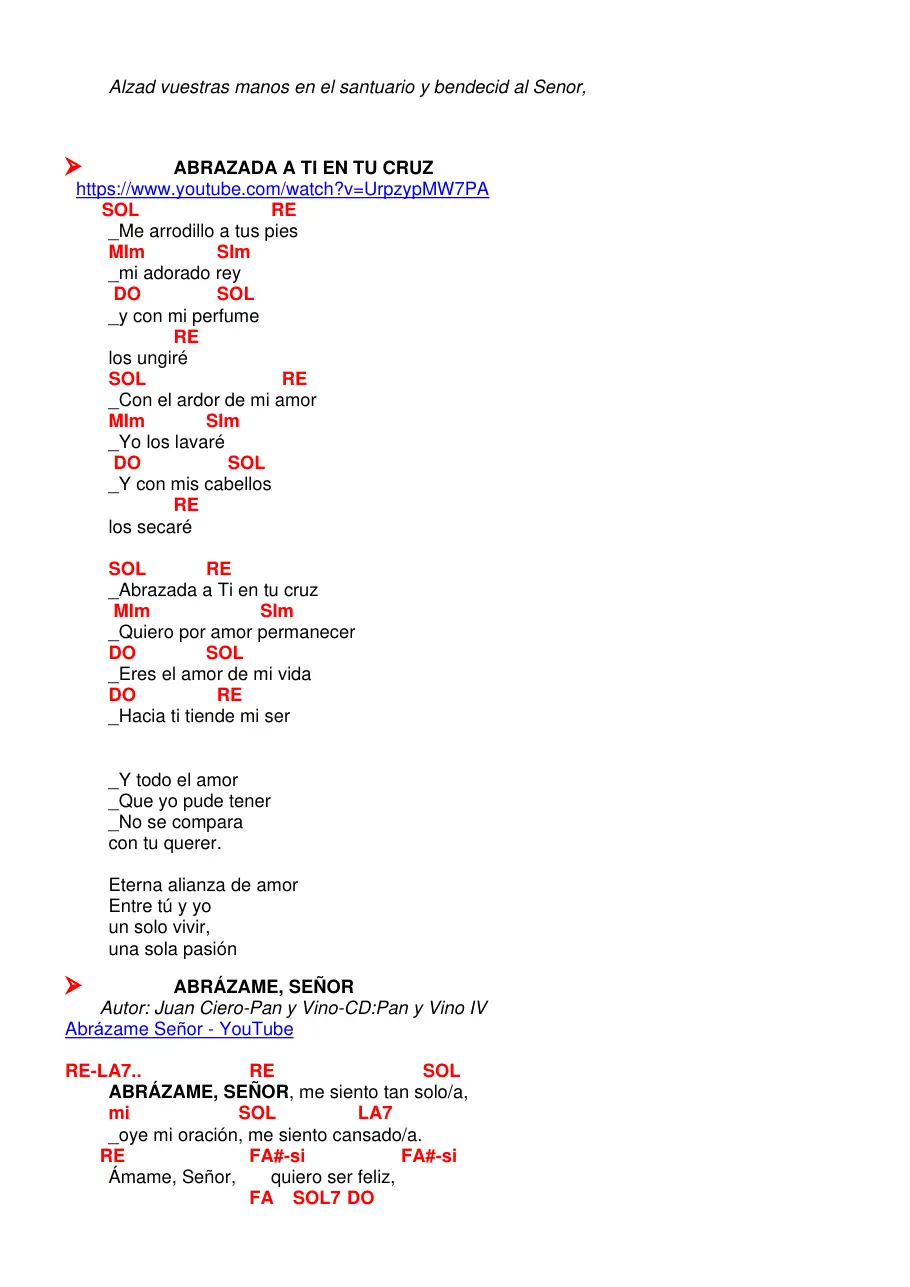 Alzad vuestras manos en el santuario y bendecid al Senor,
➢ ABRAZADA A TI EN TU CRUZ
https://www.youtube.com/watch?v=UrpzypMW7PA
SOL RE
_Me arrodillo a tus pies
MIm SIm
_mi adorado rey
DO SOL
_y con mi perfume
RE
los ungiré
SOL RE
_Con el ardor de mi amor
MIm SIm
_Yo los lavaré
DO SOL
_Y con mis cabellos
RE
los secaré
SOL RE
_Abrazada a Ti en tu cruz
MIm SIm
_Quiero por amor permanecer
DO SOL
_Eres el amor de mi vida
DO RE
_Hacia ti tiende mi ser
_Y todo el amor
_Que yo pude tener
_No se compara
con tu querer.
Eterna alianza de amor
Entre tú y yo
un solo vivir,
una sola pasión
➢ ABRÁZAME, SEÑOR
Autor: Juan Ciero-Pan y Vino-CD:Pan y Vino IV
Abrázame Señor - YouTube
RE-LA7.. RE SOL
ABRÁZAME, SEÑOR, me siento tan solo/a,
mi SOL LA7
_oye mi oración, me siento cansado/a.
RE FA#-si FA#-si
Ámame, Señor, quiero ser feliz,
FA SOL7 DO